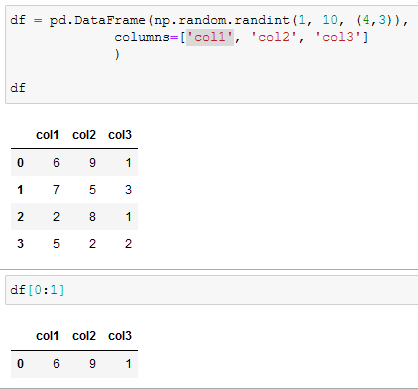 df = pd.DataFrame(np.random.randint(1, 10, (4,3)),
columns=['col1', 'col2', 'col3']
)
df
col1 col2 col3
0 6 9 1
1 7 5 3
2 2 8 1
3 5 2 2
df[0:1]
col1 col2 col3
0 6 9 1